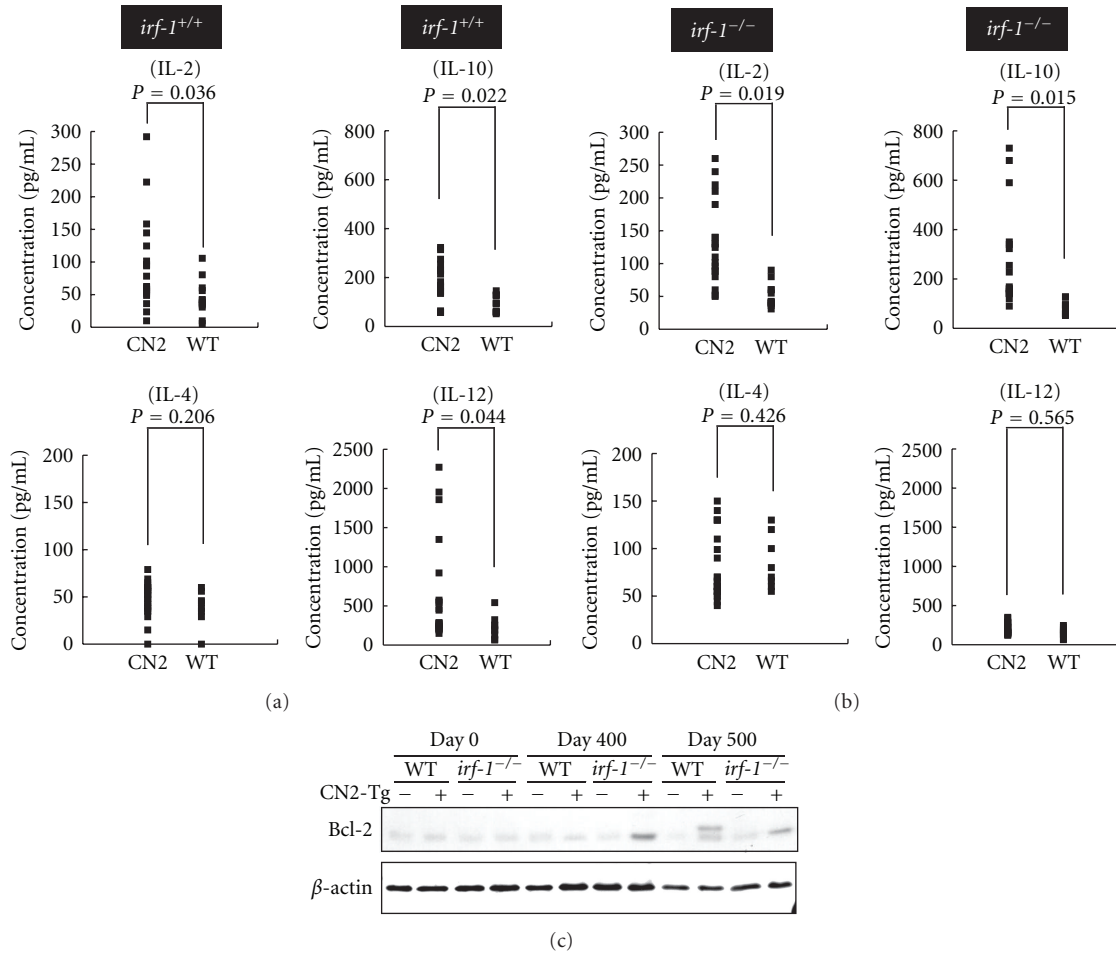 irf-1+/+
irf-1+/+
irf-1−/−
irf-1−/−
(IL-2)
P = 0.036
Concentration (pg/mL)
300
250
200
150
100
50
0
CN2 WT
(IL-10)
P = 0.022
Concentration (pg/mL)
800
600
400
200
0
CN2 WT
(IL-2)
P = 0.019
Concentration (pg/mL)
300
250
200
150
100
50
0
CN2 WT
(IL-10)
P = 0.015
Concentration (pg/mL)
800
600
400
200
0
CN2 WT
(IL-4)
P = 0.206
Concentration (pg/mL)
200
150
100
50
0
CN2 WT
(IL-12)
P = 0.044
Concentration (pg/mL)
2500
2000
1500
1000
500
0
CN2 WT
(IL-4)
P = 0.426
Concentration (pg/mL)
200
150
100
50
0
CN2 WT
(IL-12)
P = 0.565
Concentration (pg/mL)
2500
2000
1500
1000
500
0
CN2 WT
(a)
(b)
Day 0 Day 400 Day 500
WT irf-1−/− WT irf-1−/− WT irf-1−/−
CN2-Tg − + − + − + − + − + − +
Bcl-2
β-actin
(c)